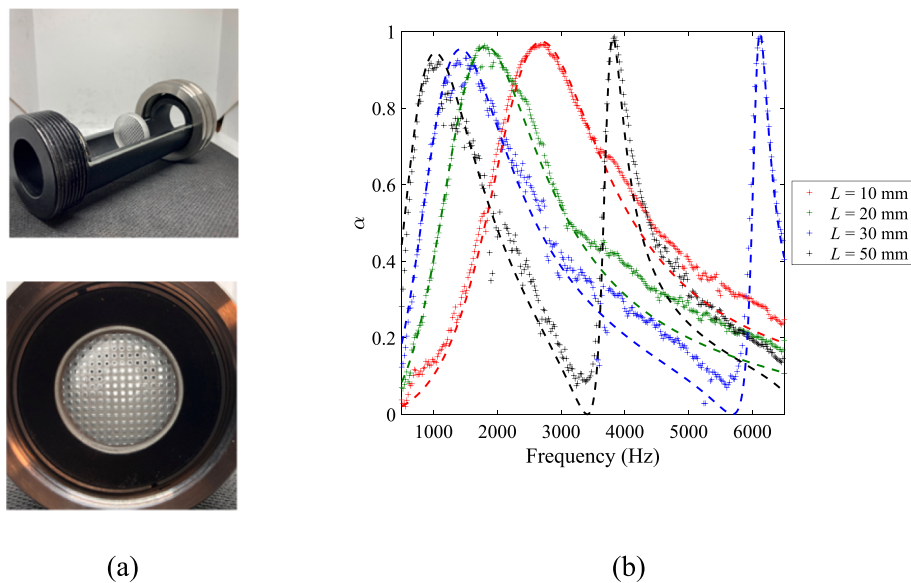 1
0.8
0.6
0.4
0.2
0
α
1000 2000 3000 4000 5000 6000
Frequency (Hz)
L = 10 mm
L = 20 mm
L = 30 mm
L = 50 mm
(a) (b)